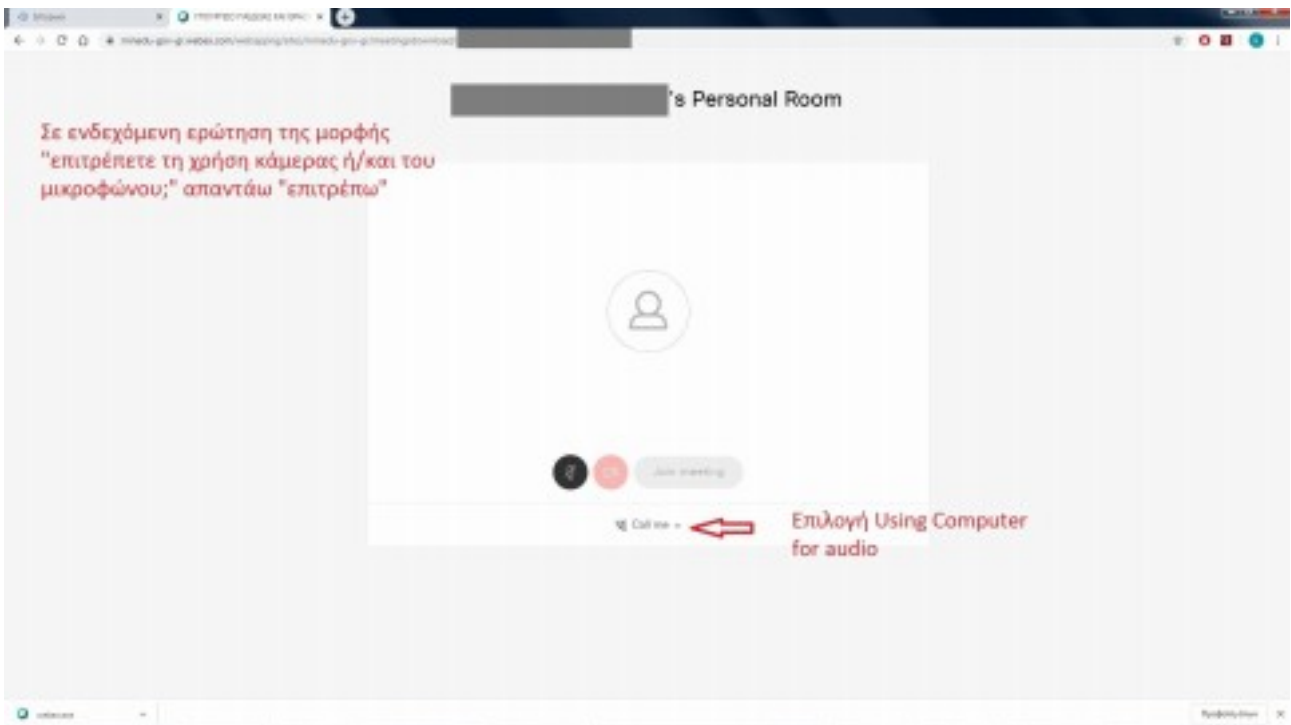 's Personal Room
Σε ενδεχόμενη ερώτηση της μορφής
"επιτρέπετε τη χρήση κάμερας ή/και του
μικροφώνου;" απαντάω "επιτρέπω"
Join meeting
Call me
Επιλογή Using Computer
for audio